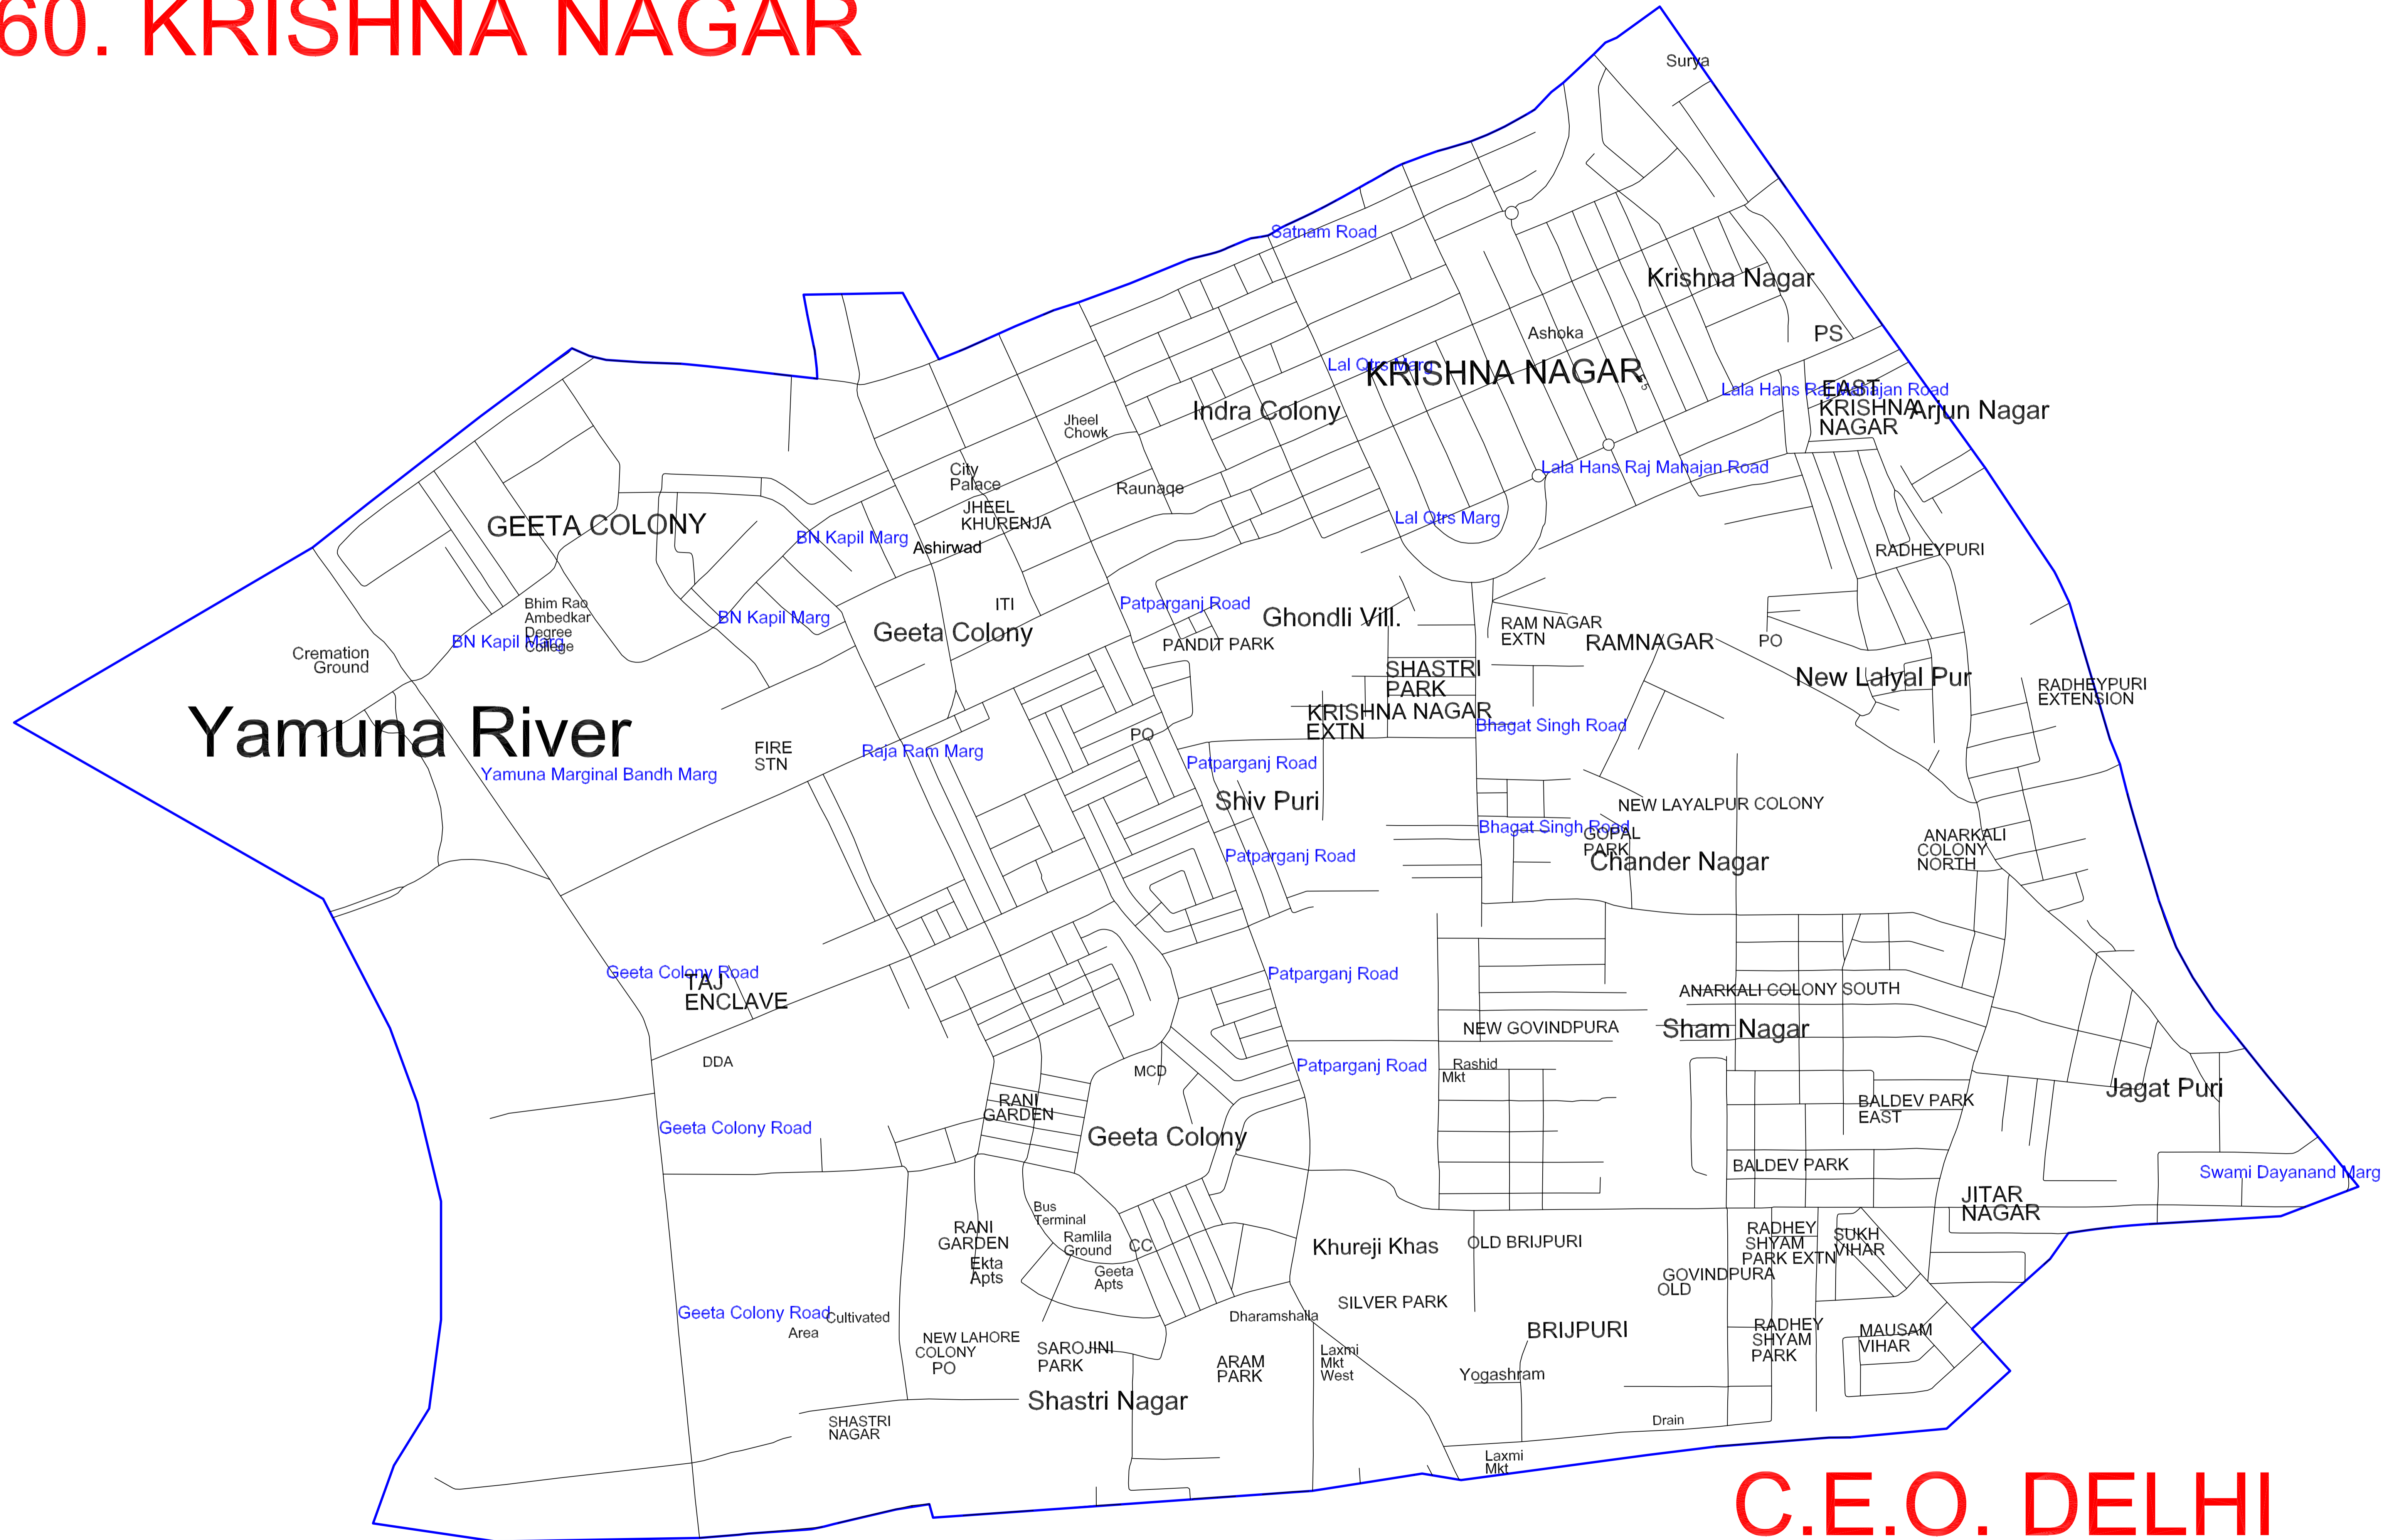 60. KRISHNA NAGAR
Surya
Satnam Road
Krishna Nagar
Ashoka
PS
Lal Qtrs Marg
KRISHNA NAGAR
Lala Hans Raj Mahajan Road
EAST
KRISHNA
NAGAR
Arjun Nagar
Indra Colony
Jheel
Chowk
City
Palace
Raunaqe
Lala Hans Raj Mahajan Road
JHEEL
KHURENJA
Lal Qtrs Marg
GEETA COLONY
BN Kapil Marg
Ashirwad
RADHEYPURI
Bhim Rao
Ambedkar
Degree
College
BN Kapil Marg
BN Kapil Marg
ITI
Patparganj Road
Ghondli Vill.
Geeta Colony
PANDIT PARK
RAM NAGAR
EXTN
RAMNAGAR
PO
Cremation
Ground
SHASTRI
PARK
New Lalyal Pur
RADHEYPURI
EXTENSION
KRISHNA NAGAR
EXTN
Bhagat Singh Road
Yamuna River
PO
FIRE
STN
Raja Ram Marg
Patparganj Road
Yamuna Marginal Bandh Marg
Shiv Puri
NEW LAYALPUR COLONY
Bhagat Singh Road
GOPAL
PARK
Chander Nagar
ANARKALI
COLONY
NORTH
Patparganj Road
Geeta Colony Road
TAJ
ENCLAVE
Patparganj Road
ANARKALI COLONY SOUTH
NEW GOVINDPURA
Sham Nagar
DDA
MCD
Patparganj Road
Rashid
Mkt
Jagat Puri
RANI
GARDEN
BALDEV PARK
EAST
Geeta Colony Road
Geeta Colony
BALDEV PARK
Swami Dayanand Marg
JITAR
NAGAR
Bus
Terminal
RANI
GARDEN
Ramlila
Ground
CC
Khureji Khas
OLD BRIJPURI
RADHEY
SHYAM
PARK EXTN
SUKH
VIHAR
Ekta
Apts
Geeta
Apts
GOVINDPURA
OLD
SILVER PARK
Geeta Colony Road
Cultivated
Area
Dharamshalla
BRIJPURI
RADHEY
SHYAM
PARK
MAUSAM
VIHAR
NEW LAHORE
COLONY
PO
SAROJINI
PARK
ARAM
PARK
Laxmi
Mkt
West
Yogashram
Shastri Nagar
SHASTRI
NAGAR
Drain
Laxmi
Mkt
C.E.O. DELHI